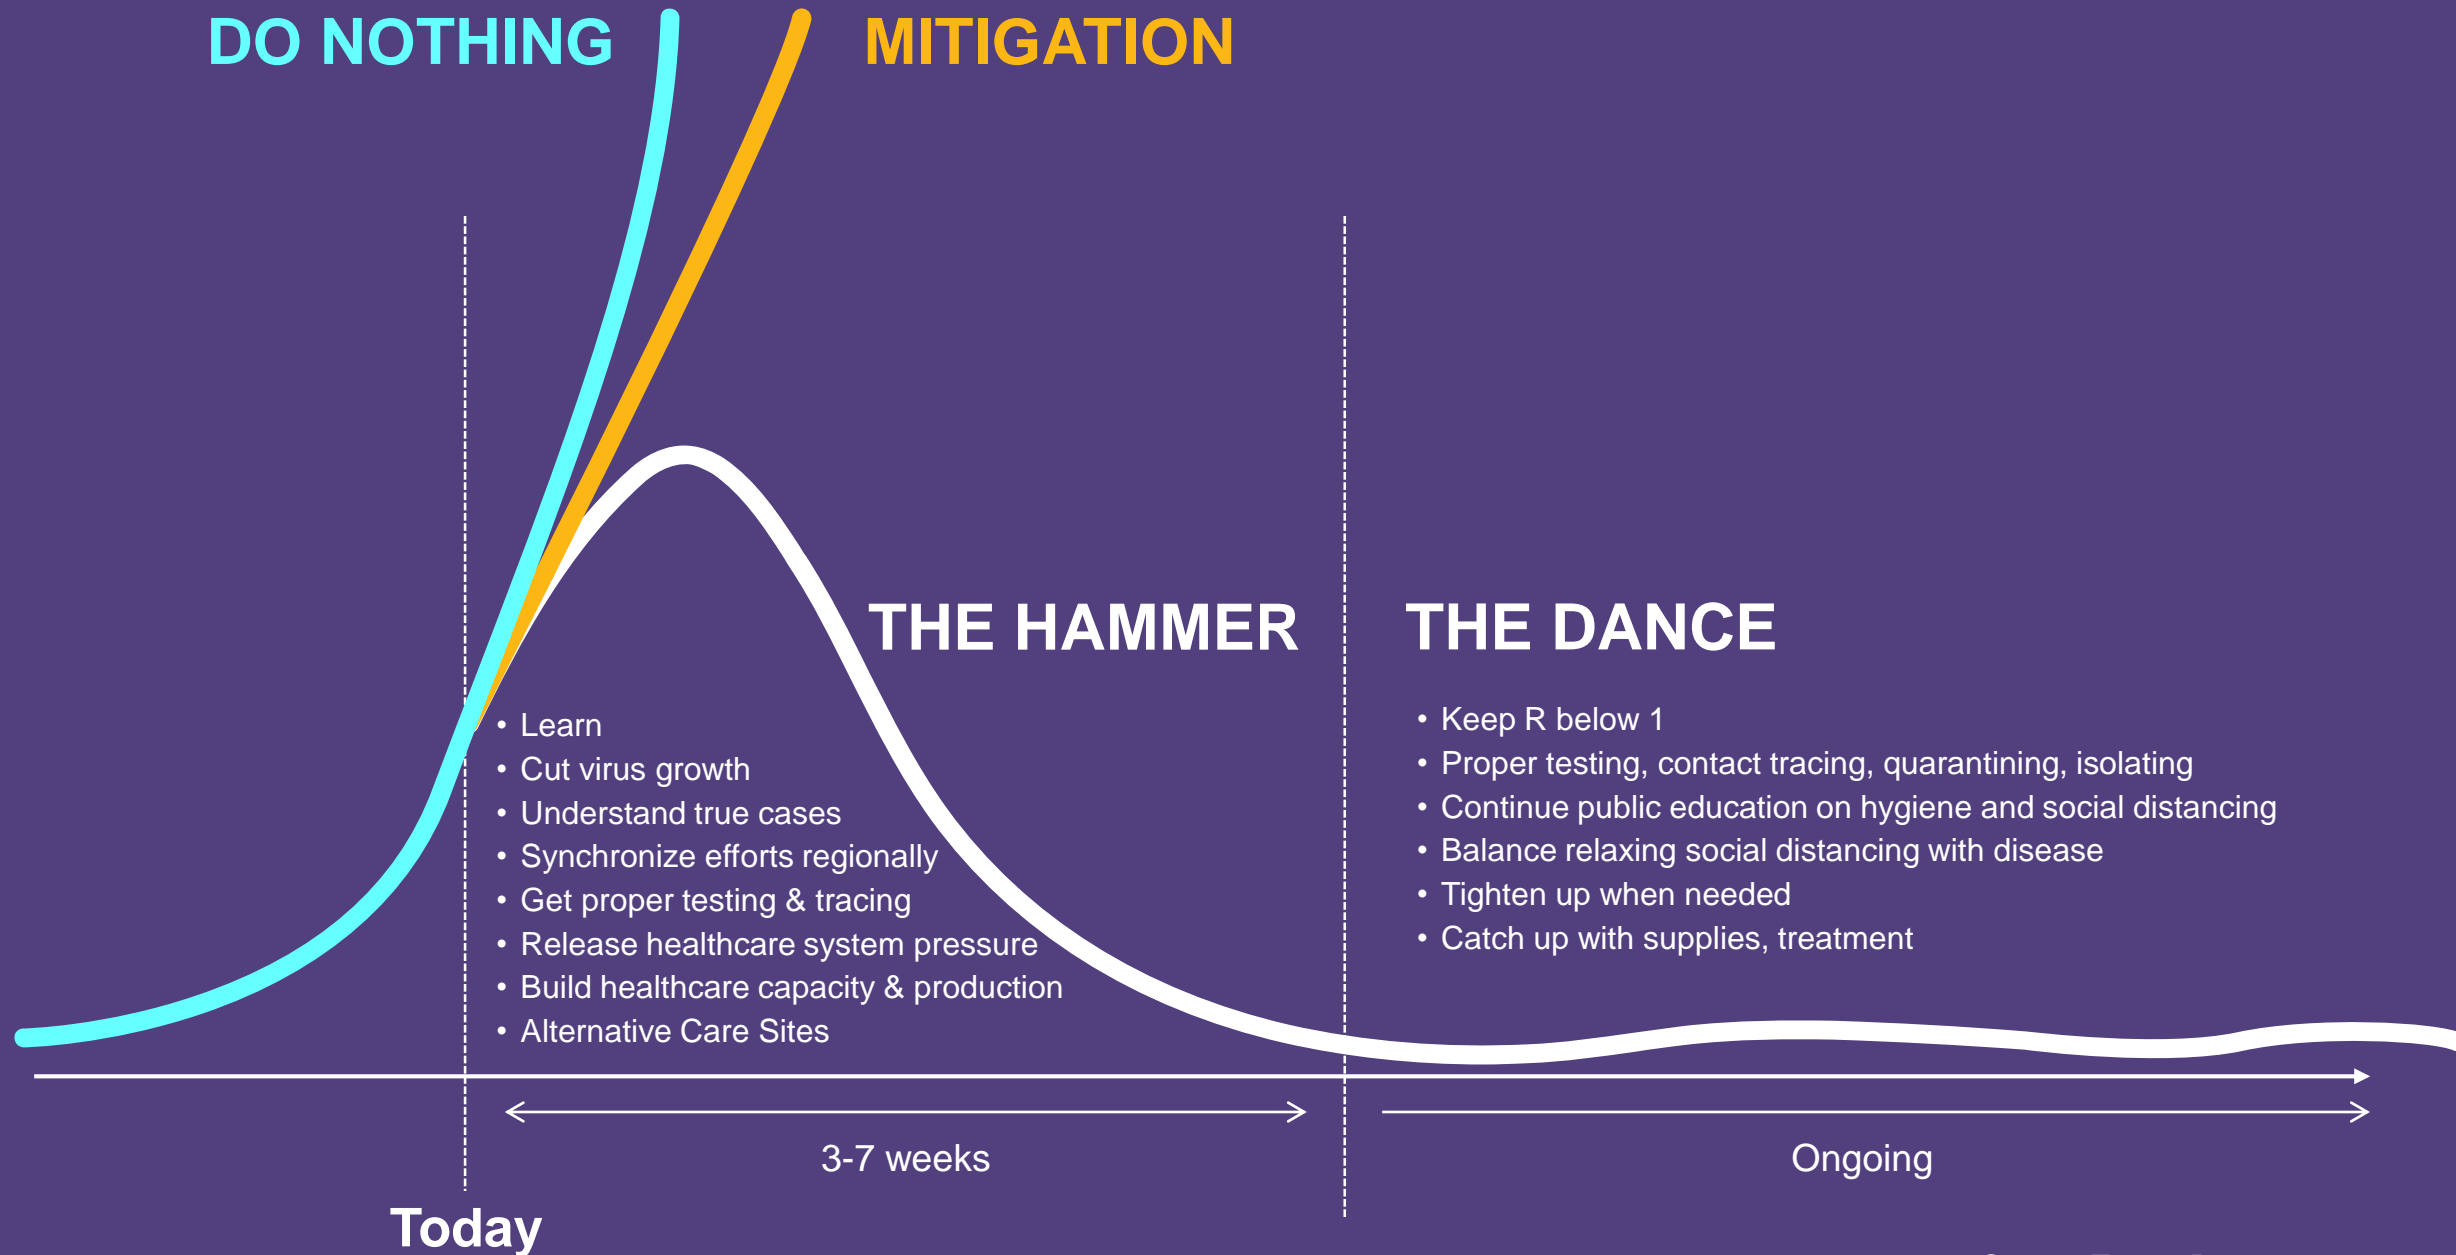 DO NOTHING
MITIGATION
THE HAMMER
• Learn
• Cut virus growth
• Understand true cases
• Synchronize efforts regionally
• Get proper testing & tracing
• Release healthcare system pressure
• Build healthcare capacity & production
• Alternative Care Sites
THE DANCE
• Keep R below 1
• Proper testing, contact tracing, quarantining, isolating
• Continue public education on hygiene and social distancing
• Balance relaxing social distancing with disease
• Tighten up when needed
• Catch up with supplies, treatment
3-7 weeks
Ongoing
Today